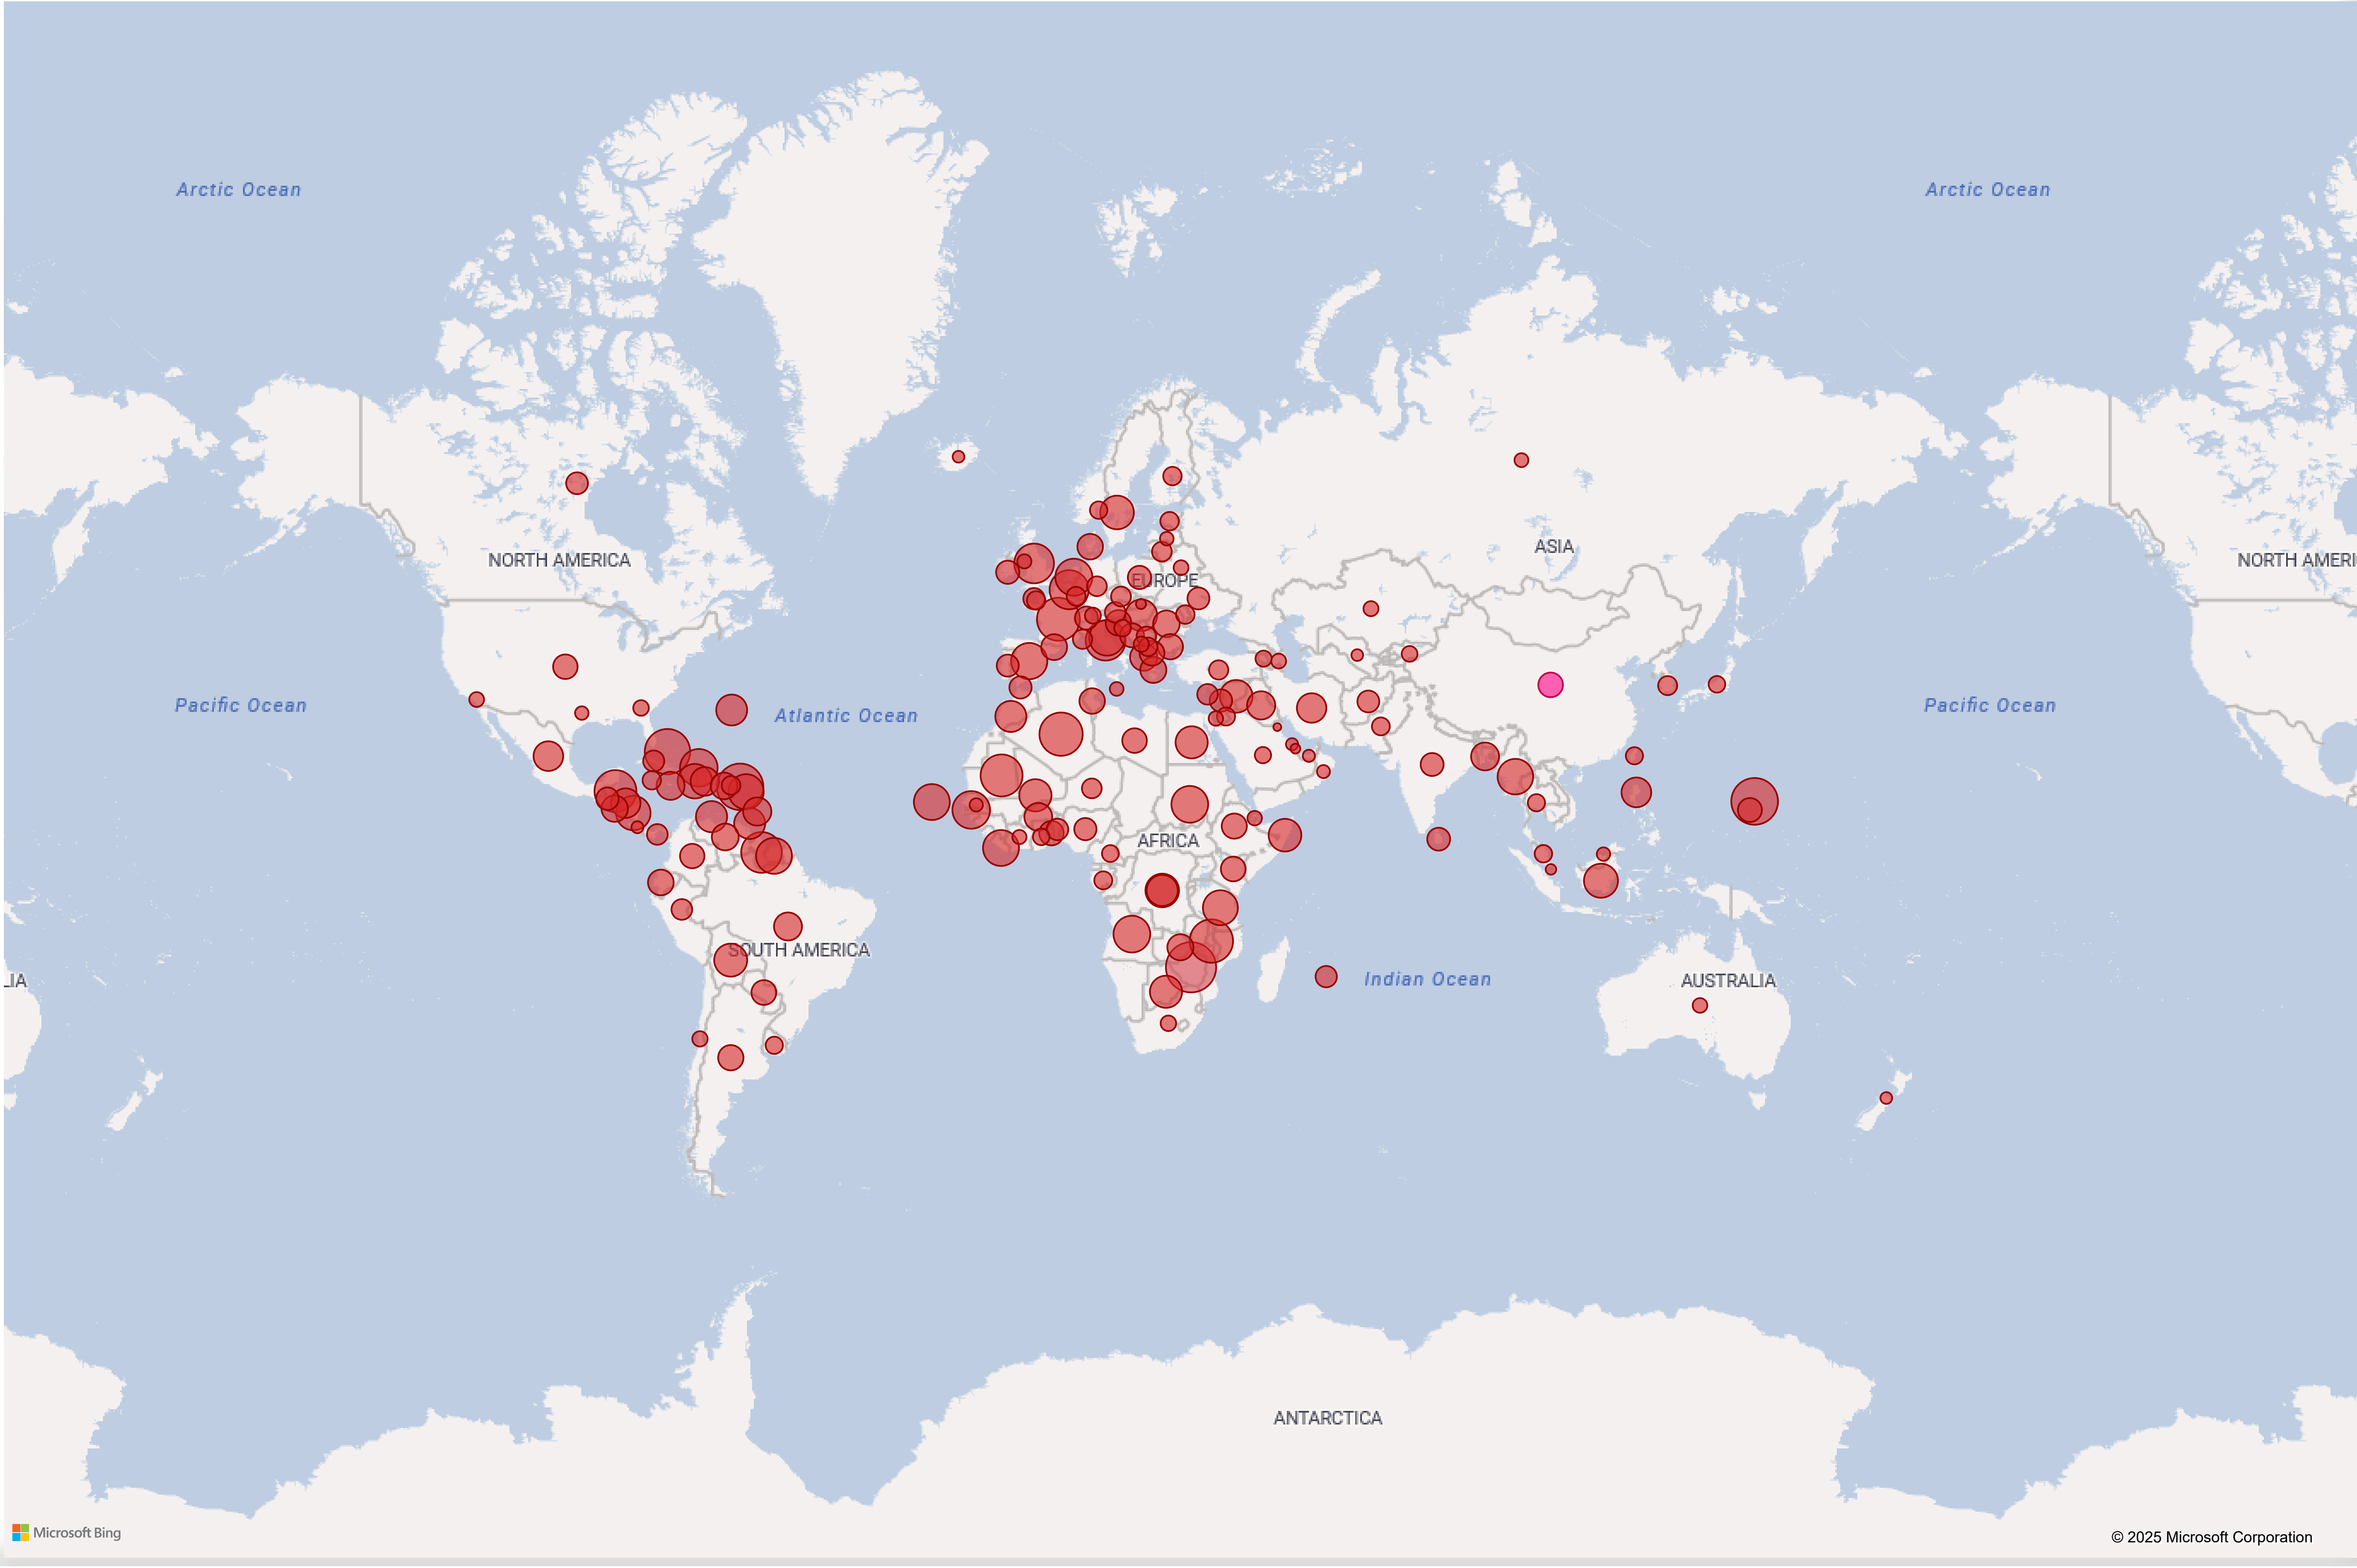 Arctic Ocean
Arctic Ocean
NORTH AMERICA
EUROPE
ASIA
NORTH AMERI
Pacific Ocean
Atlantic Ocean
Pacific Ocean
AFRICA
SOUTH AMERICA
Indian Ocean
LIA
AUSTRALIA
ANTARCTICA
Microsoft Bing
© 2025 Microsoft Corporation